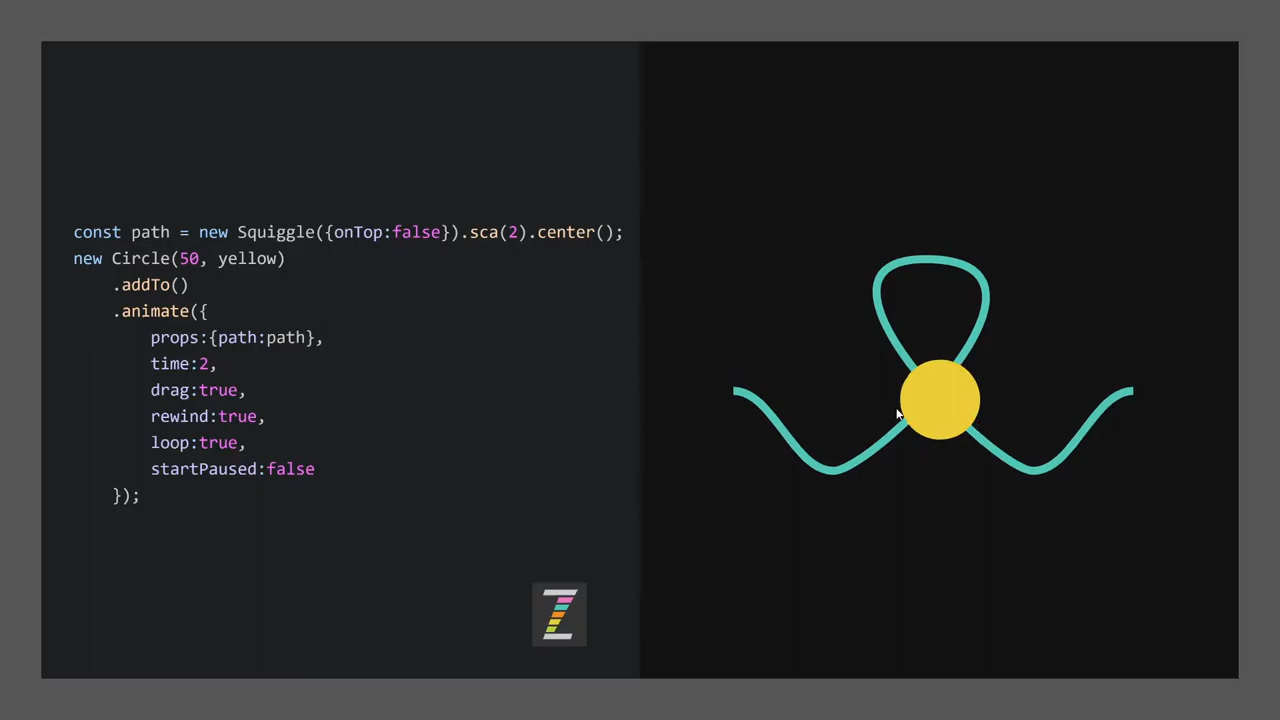 const path = new Squiggle({onTop:false}).sca(2).center();
new Circle(50, yellow)
    .addTo()
    .animate({
        props:{path:path},
        time:2,
        drag:true,
        rewind:true,
        loop:true,
        startPaused:false
    });
Z